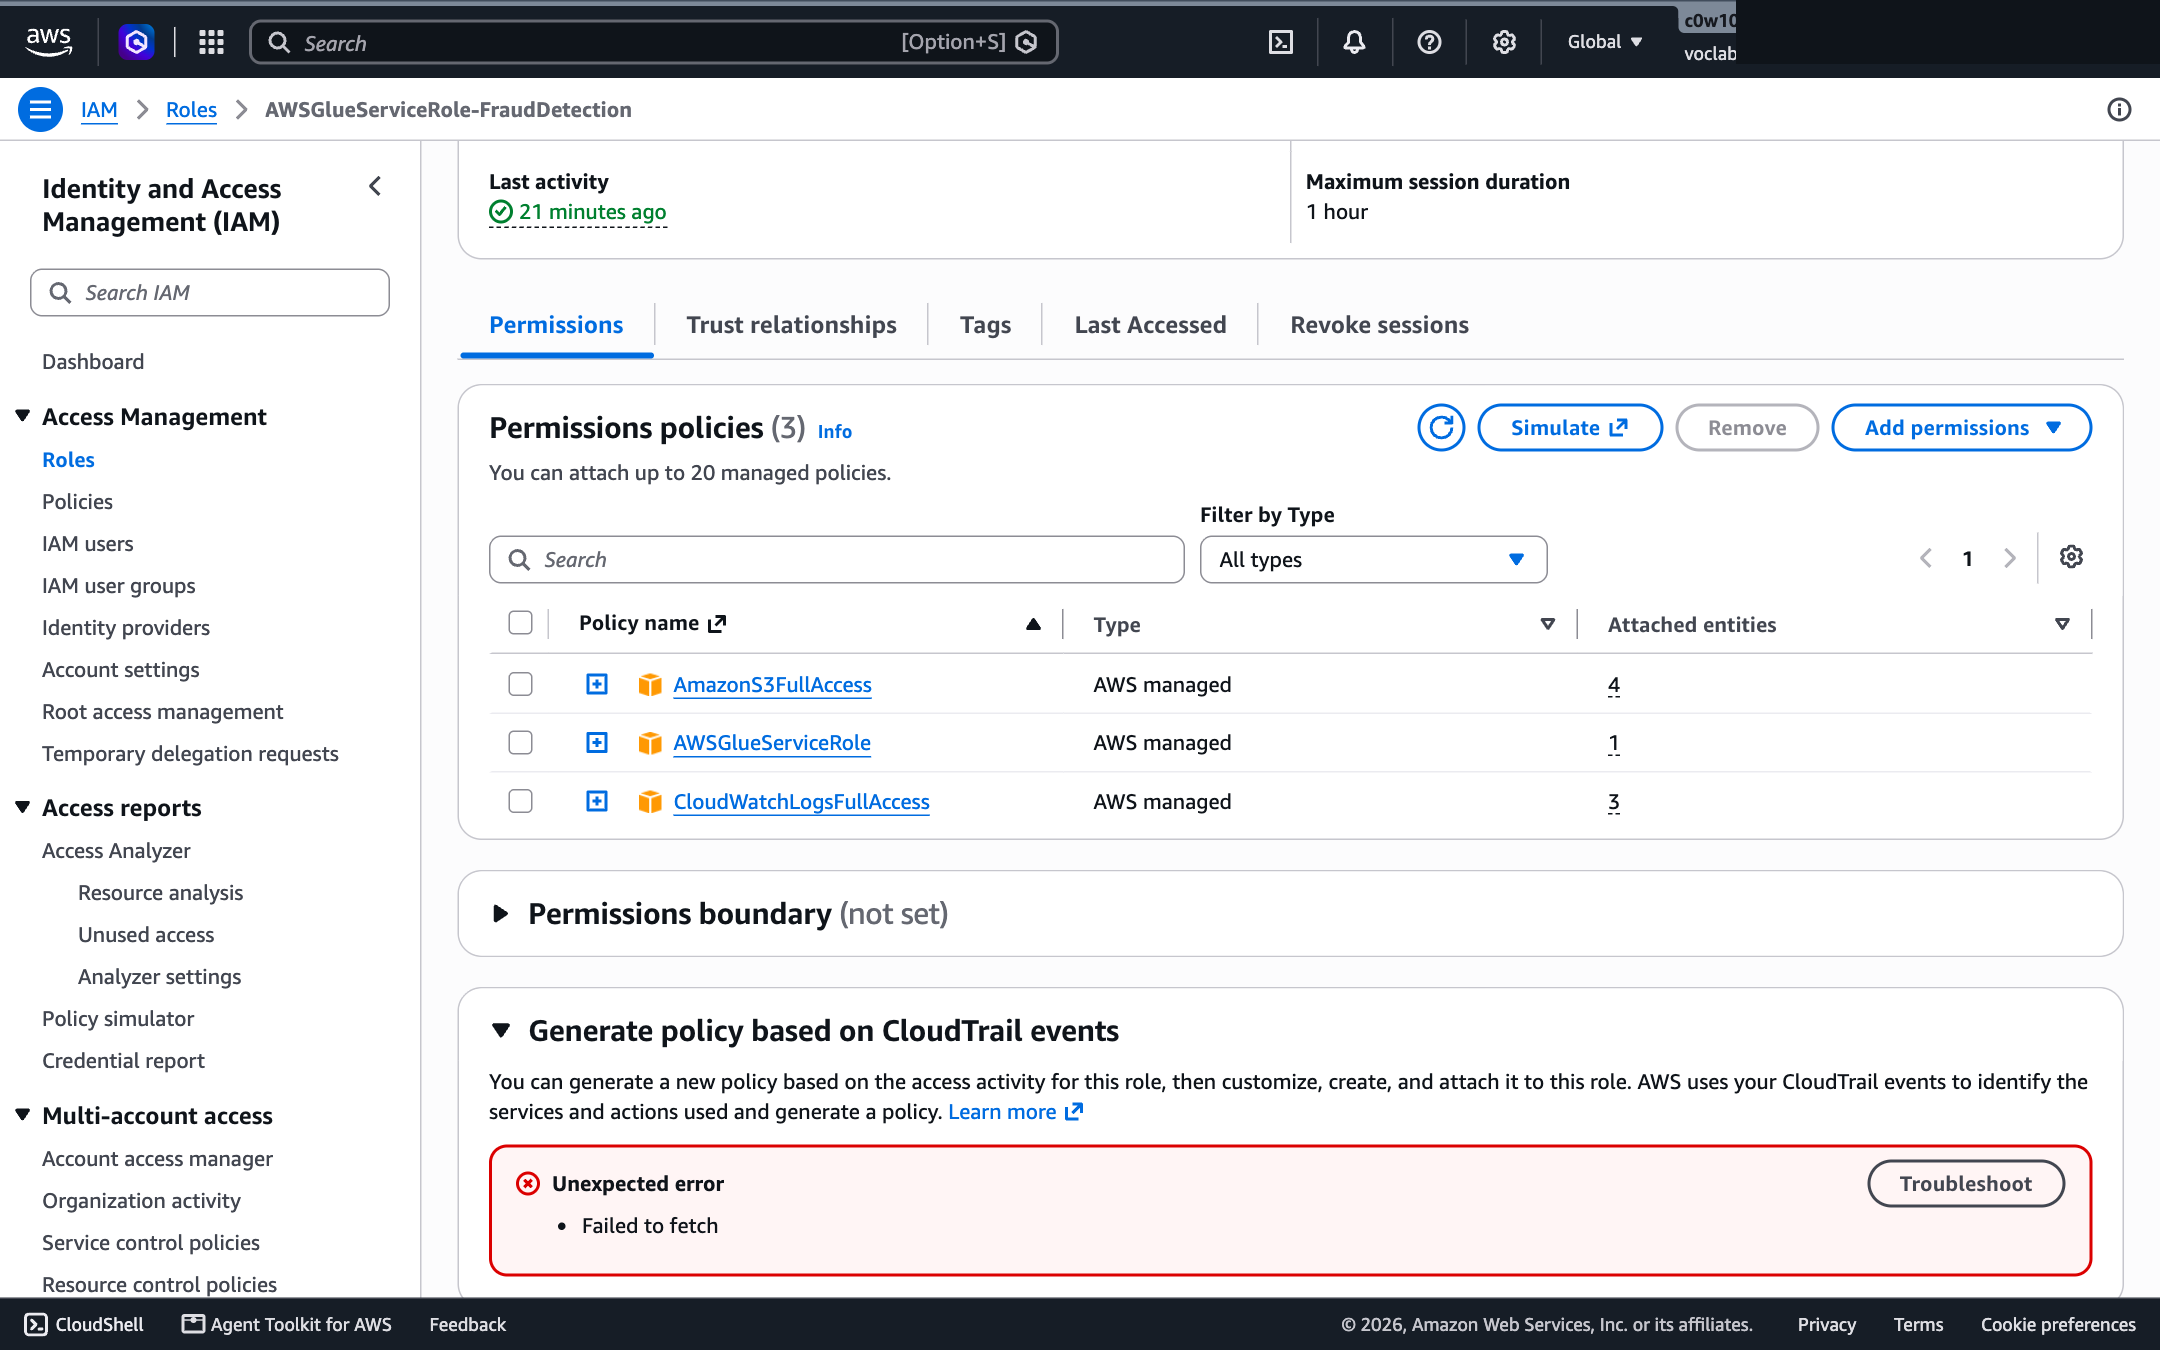 aws
Search
[Option+S]
Global
c0w10
voclab
IAM
Roles
AWSGlueServiceRole-FraudDetection
Identity and Access
Management (IAM)
Search IAM
Dashboard
Access Management
Roles
Policies
IAM users
IAM user groups
Identity providers
Account settings
Root access management
Temporary delegation requests
Access reports
Access Analyzer
Resource analysis
Unused access
Analyzer settings
Policy simulator
Credential report
Multi-account access
Account access manager
Organization activity
Service control policies
Resource control policies
Last activity
21 minutes ago
Maximum session duration
1 hour
Permissions
Trust relationships
Tags
Last Accessed
Revoke sessions
Permissions policies (3) Info
You can attach up to 20 managed policies.
Simulate
Remove
Add permissions
Filter by Type
Search
All types
1
Policy name
Type
Attached entities
AmazonS3FullAccess AWS managed 4
AWSGlueServiceRole AWS managed 1
CloudWatchLogsFullAccess AWS managed 3
Permissions boundary (not set)
Generate policy based on CloudTrail events
You can generate a new policy based on the access activity for this role, then customize, create, and attach it to this role. AWS uses your CloudTrail events to identify the
services and actions used and generate a policy. Learn more
Unexpected error
• Failed to fetch
Troubleshoot
CloudShell
Agent Toolkit for AWS
Feedback
© 2026, Amazon Web Services, Inc. or its affiliates.
Privacy
Terms
Cookie preferences